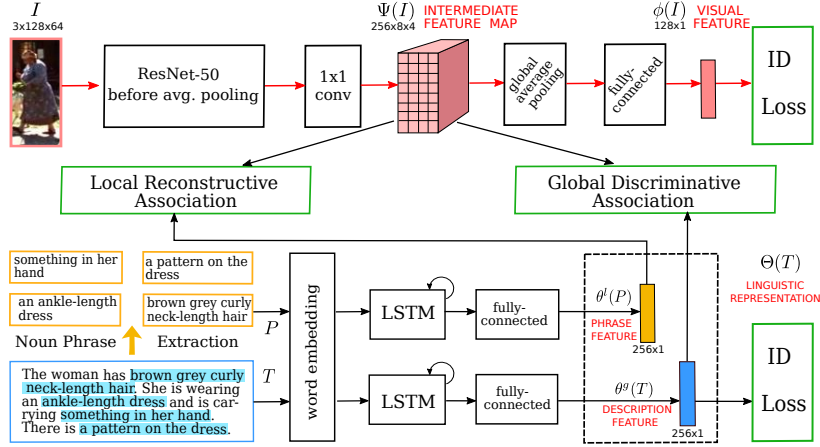 I
3x128x64
ResNet-50
before avg. pooling
1x1
conv
Ψ(I)
256x8x4
INTERMEDIATE
FEATURE MAP
global
average
pooling
fully-
connected
ϕ(I)
128x1
VISUAL
FEATURE
ID
Loss
Local Reconstructive
Association
Global Discriminative
Association
something in her
hand
a pattern on the
dress
an ankle-length
dress
brown grey curly
neck-length hair
Noun Phrase Extraction
The woman has brown grey curly
neck-length hair. She is wearing
an ankle-length dress and is car-
rying something in her hand.
There is a pattern on the dress.
P
T
word embedding
LSTM
fully-
connected
LSTM
fully-
connected
θˡ(P)
PHRASE
FEATURE
256x1
θᵍ(T)
DESCRIPTION
FEATURE
256x1
Θ(T)
LINGUISTIC
REPRESENTATION
ID
Loss